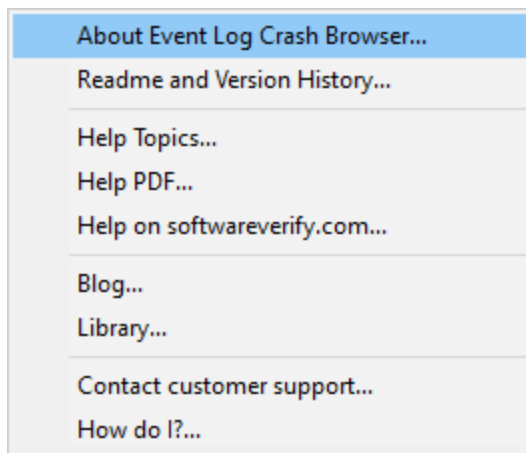 About Event Log Crash Browser...
Readme and Version History...
Help Topics...
Help PDF...
Help on softwareverify.com...
Blog...
Library...
Contact customer support...
How do I?...